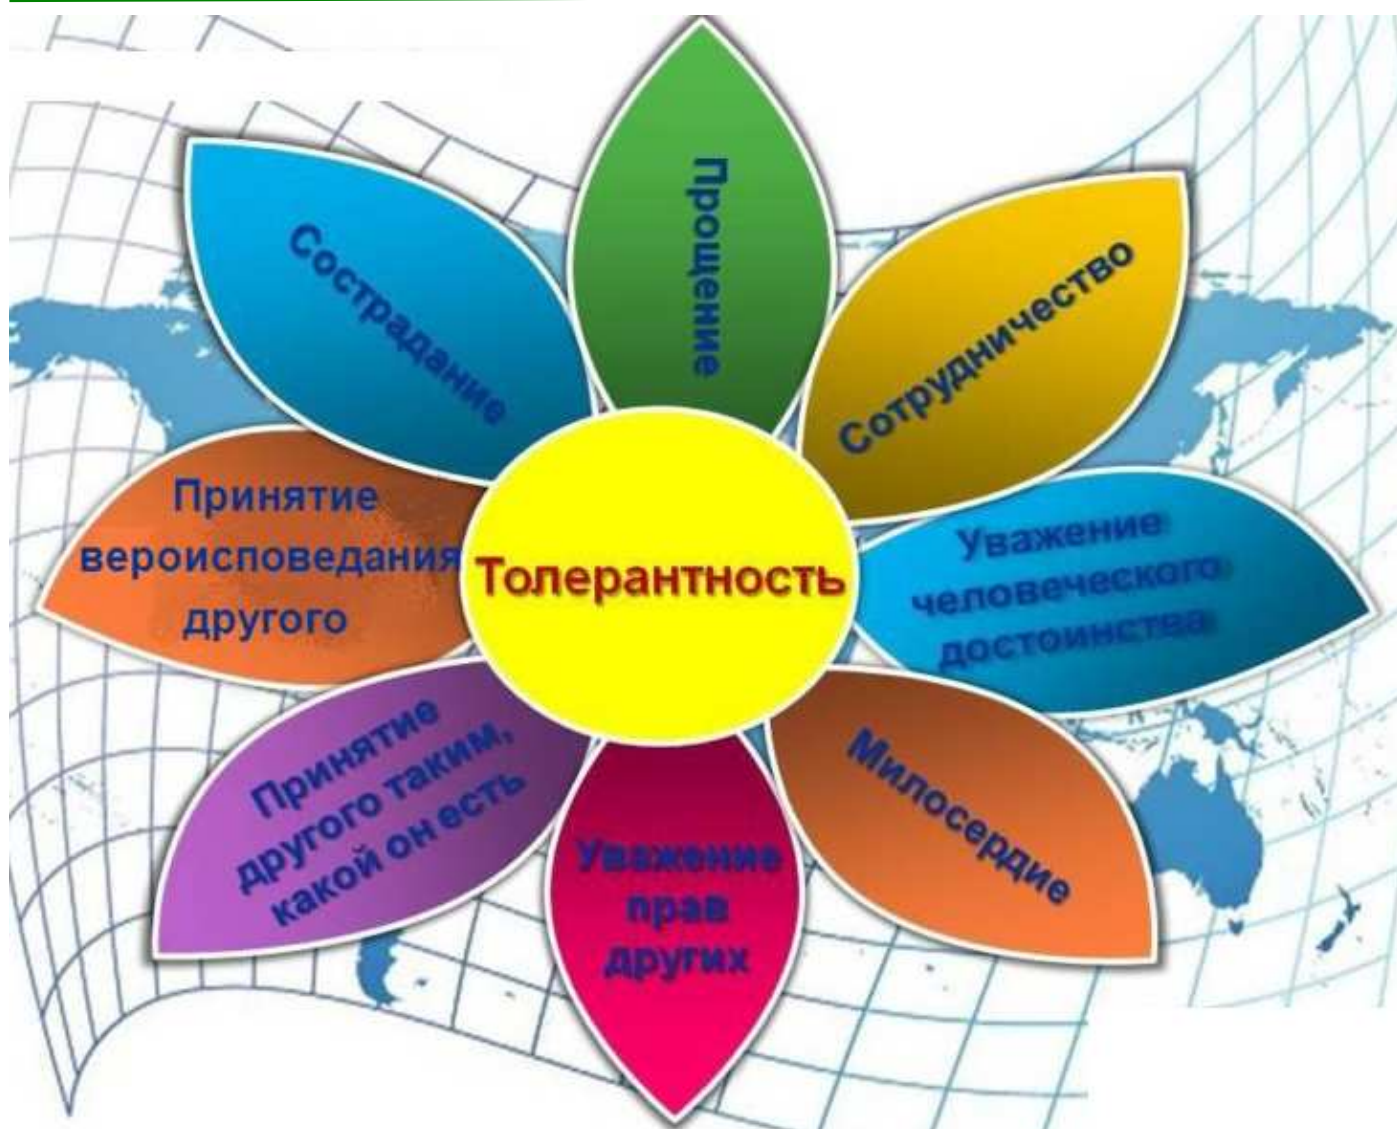 Прощение
Сотрудничество
Уважение
человеческого
достоинства
Милосердие
Уважение
прав
других
Принятие
другого таким,
какой он есть
Принятие
вероисповедания
другого
Сострадание
Толерантность